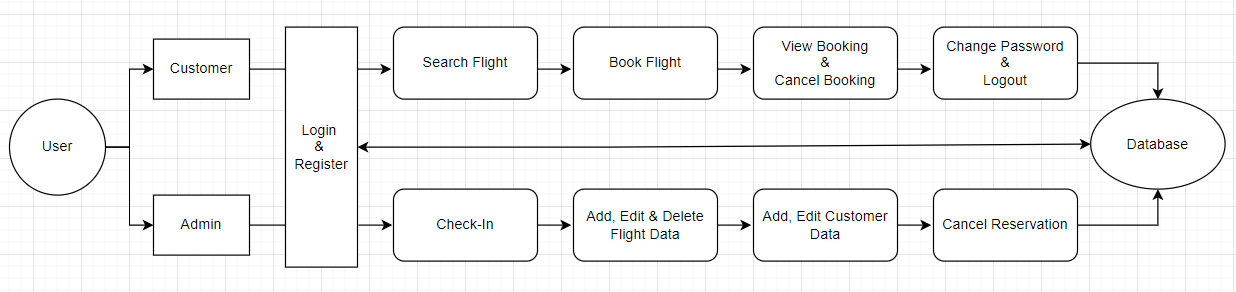 User
Customer
Admin
Login
&
Register
Search Flight
Book Flight
View Booking
&
Cancel Booking
Change Password
&
Logout
Check-In
Add, Edit & Delete
Flight Data
Add, Edit Customer
Data
Cancel Reservation
Database